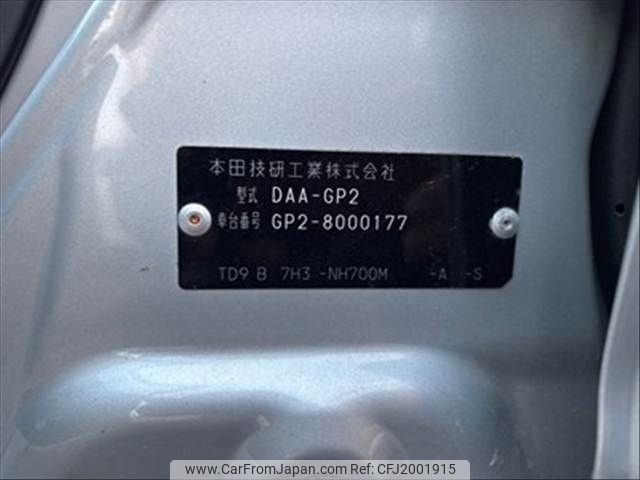 本田技研工業株式会社
型式 DAA-GP2
車台番号 GP2-8000177
TD9 B 7H3 -NH700M -A -S
www.CarFromJapan.com Ref No: CFJ2001915